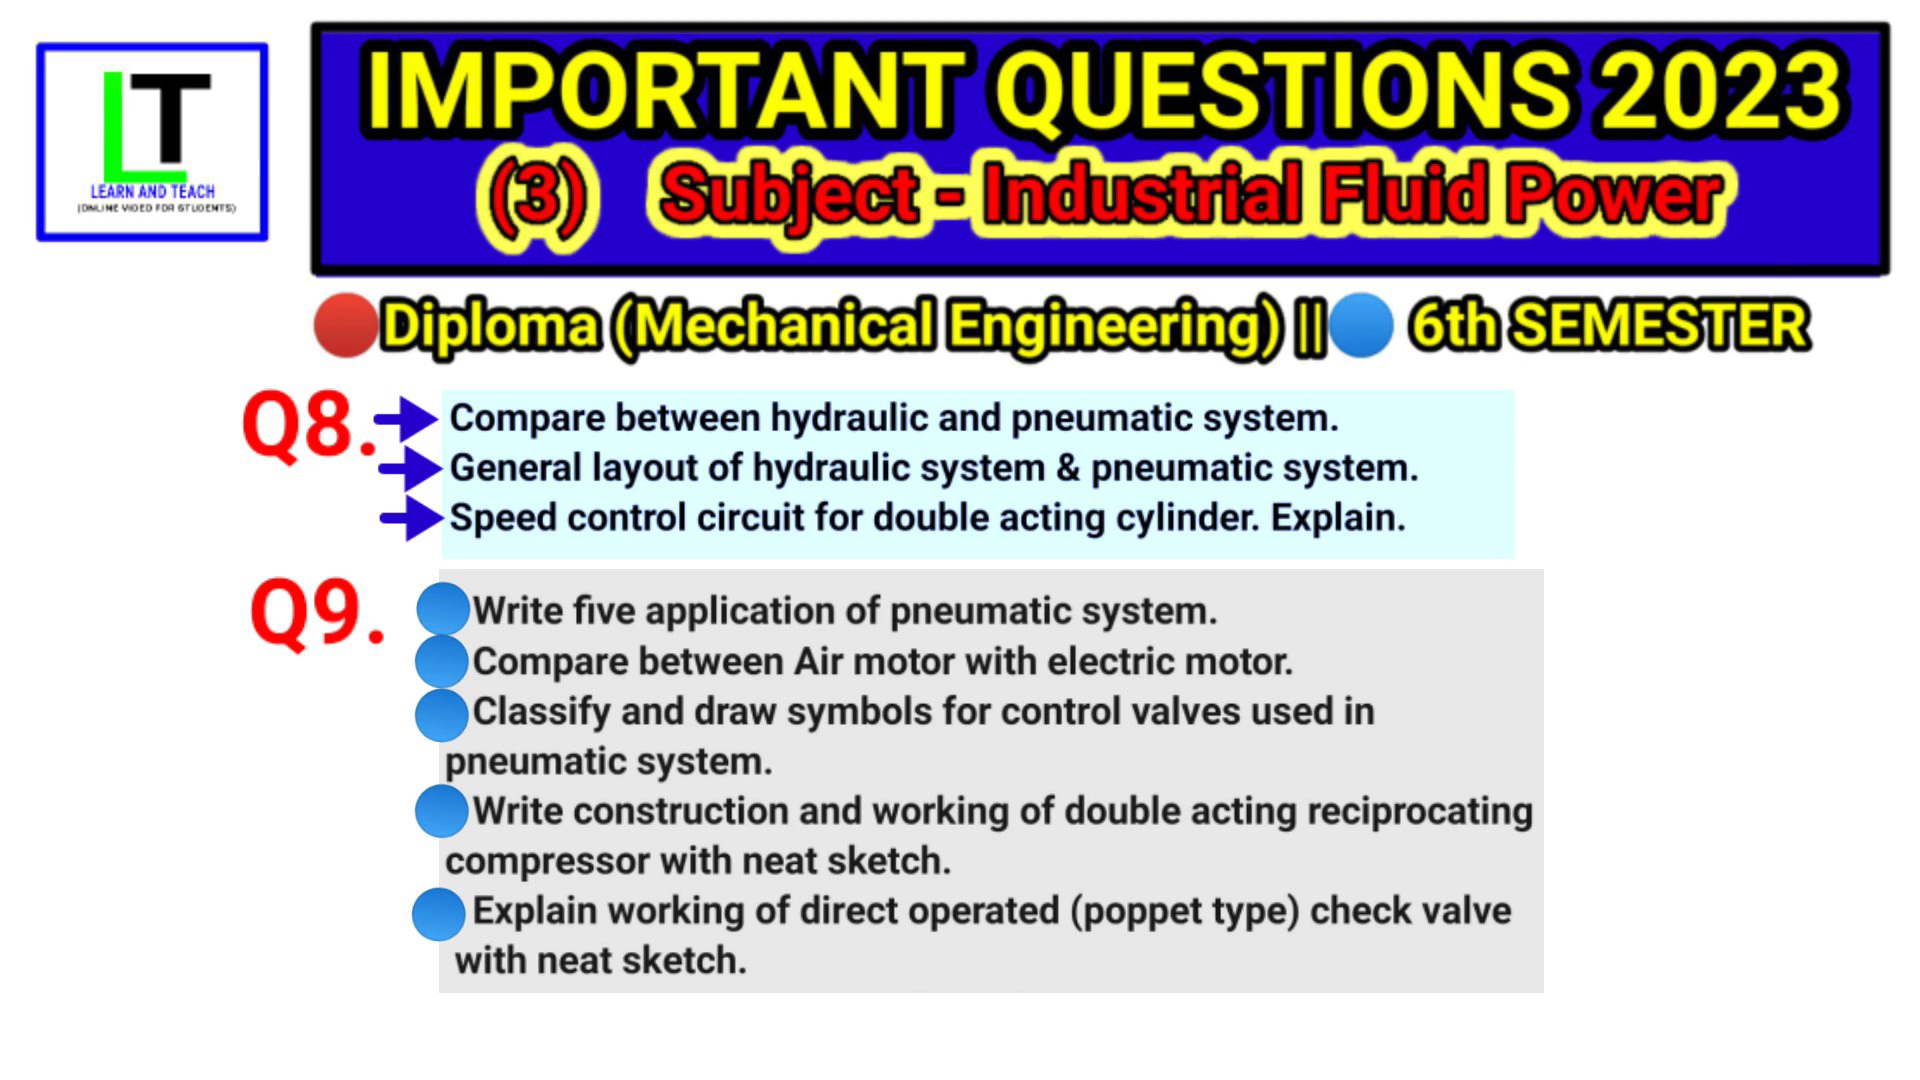 LT
LEARN AND TEACH
(ONLINE VIOEO FOR STUOENTS)
IMPORTANT QUESTIONS 2023
(3) Subject - Industrial Fluid Power
Diploma (Mechanical Engineering) || 6th SEMESTER
Q8.
Compare between hydraulic and pneumatic system.
General layout of hydraulic system & pneumatic system.
Speed control circuit for double acting cylinder. Explain.
Q9.
Write five application of pneumatic system.
Compare between Air motor with electric motor.
Classify and draw symbols for control valves used in
pneumatic system.
Write construction and working of double acting reciprocating
compressor with neat sketch.
Explain working of direct operated (poppet type) check valve
with neat sketch.